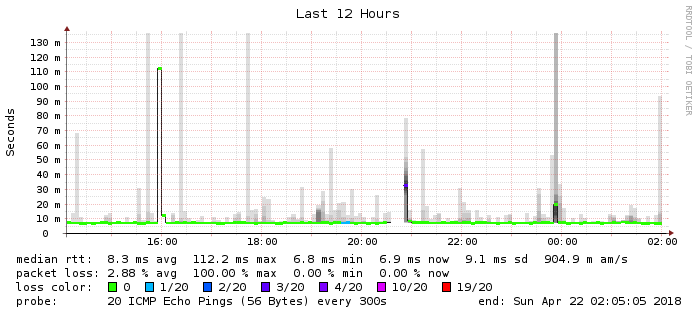 Last 12 Hours
RRDTOOL / TOBI OETIKER
Seconds
130 m
120 m
110 m
100 m
90 m
80 m
70 m
60 m
50 m
40 m
30 m
20 m
10 m
0
16:00 18:00 20:00 22:00 00:00 02:00
median rtt: 8.3 ms avg 112.2 ms max 6.8 ms min 6.9 ms now 9.1 ms sd 904.9 m am/s
packet loss: 2.88 % avg 100.00 % max 0.00 % min 0.00 % now
loss color: 0 1/20 2/20 3/20 4/20 10/20 19/20
probe: 20 ICMP Echo Pings (56 Bytes) every 300s end: Sun Apr 22 02:05:05 2018